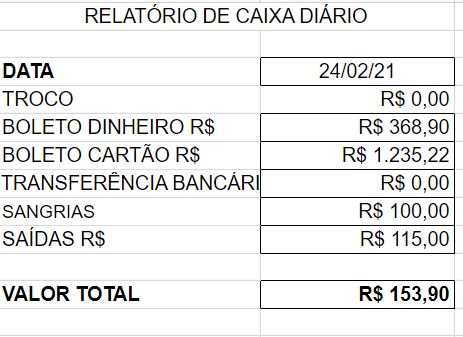 RELATÓRIO DE CAIXA DIÁRIO
DATA 24/02/21
TROCO R$ 0,00
BOLETO DINHEIRO R$ R$ 368,90
BOLETO CARTÃO R$ R$ 1.235,22
TRANSFERÊNCIA BANCÁRI R$ 0,00
SANGRIAS R$ 100,00
SAÍDAS R$ R$ 115,00
VALOR TOTAL R$ 153,90